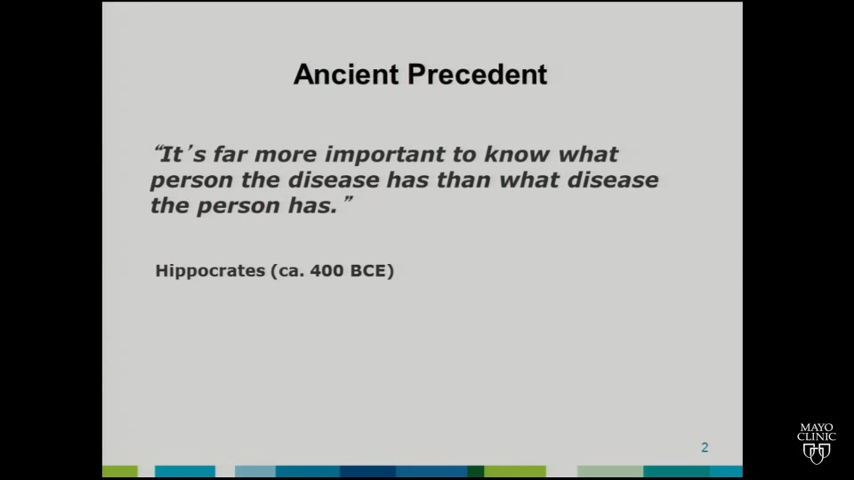 Ancient Precedent
“It’s far more important to know what
person the disease has than what disease
the person has.”
Hippocrates (ca. 400 BCE)
2
MAYO
CLINIC